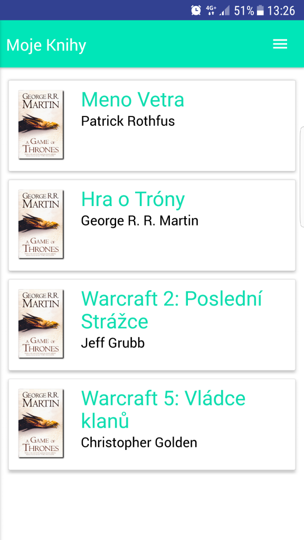 51% 13:26
Moje Knihy
GEORGE R.R.
MARTIN
A GAME OF
THRONES
Meno Vetra
Patrick Rothfus
GEORGE R.R.
MARTIN
A GAME OF
THRONES
Hra o Tróny
George R. R. Martin
GEORGE R.R.
MARTIN
A GAME OF
THRONES
Warcraft 2: Poslední
Strážce
Jeff Grubb
GEORGE R.R.
MARTIN
A GAME OF
THRONES
Warcraft 5: Vládce
klanů
Christopher Golden